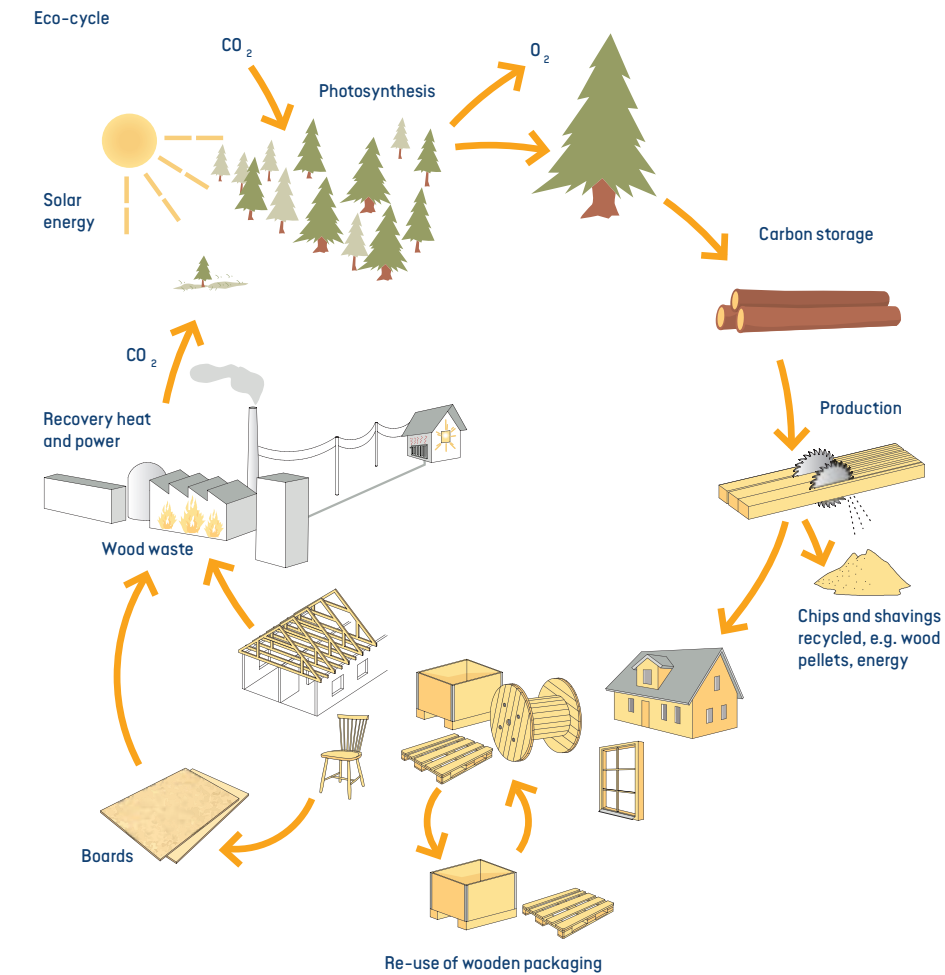 Eco-cycle
CO 2
O 2
Photosynthesis
Solar
energy
Carbon storage
CO 2
Recovery heat
and power
Production
Wood waste
Chips and shavings
recycled, e.g. wood
pellets, energy
Boards
Re-use of wooden packaging